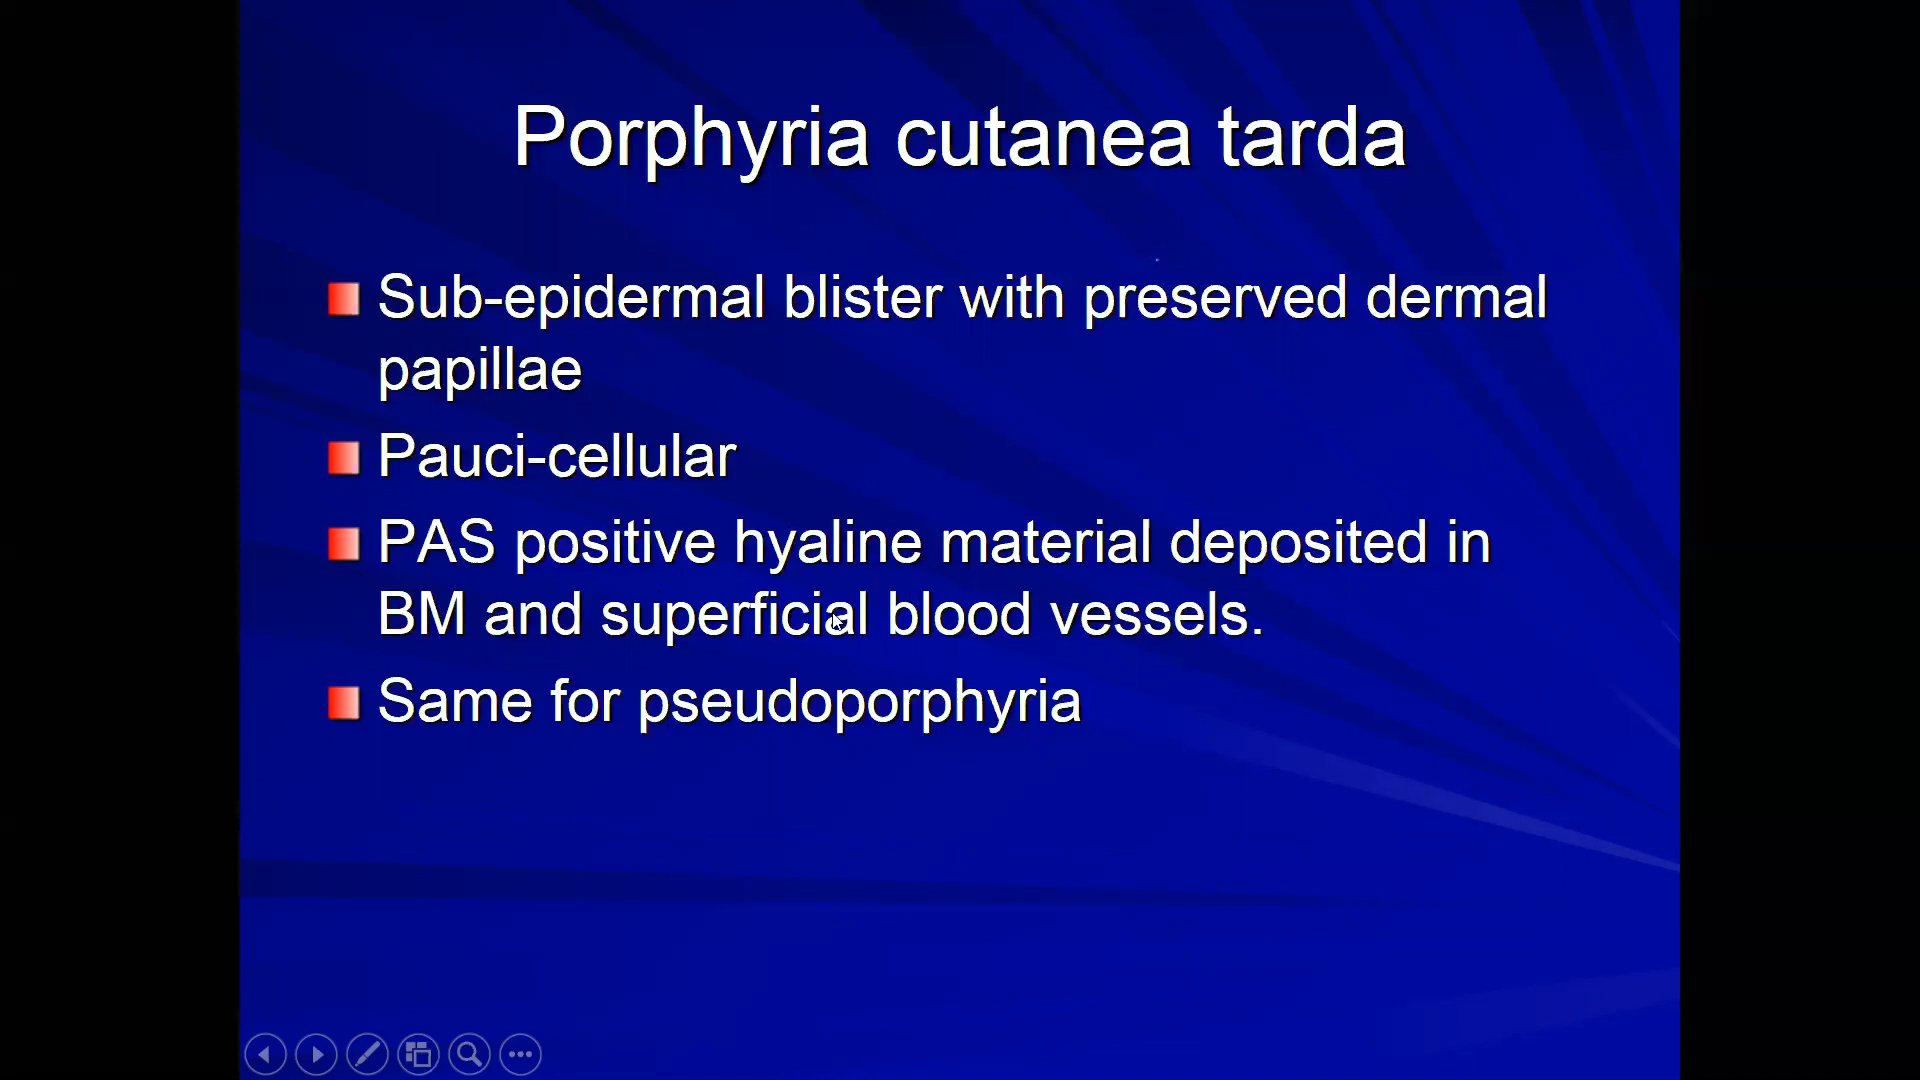 Porphyria cutanea tarda
Sub-epidermal blister with preserved dermal
papillae
Pauci-cellular
PAS positive hyaline material deposited in
BM and superficial blood vessels.
Same for pseudoporphyria